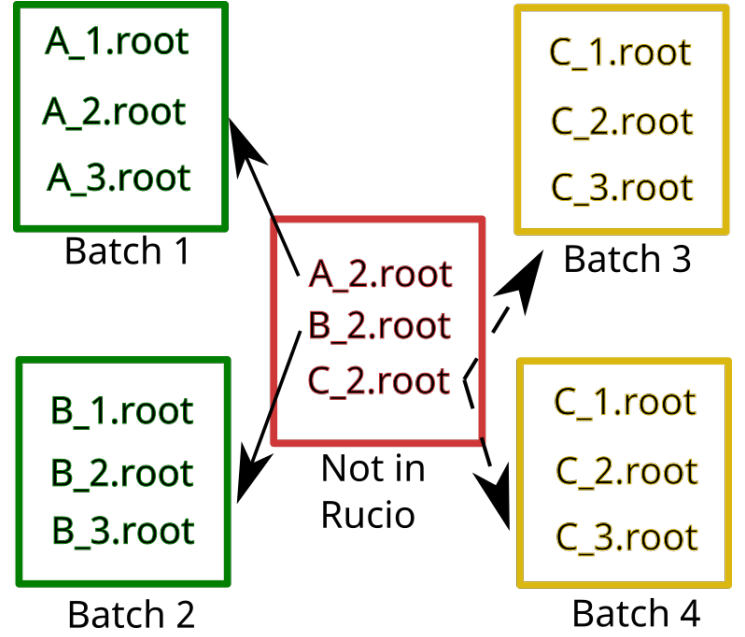 A_1.root
A_2.root
A_3.root
Batch 1
C_1.root
C_2.root
C_3.root
Batch 3
A_2.root
B_2.root
C_2.root
Not in
Rucio
B_1.root
B_2.root
B_3.root
Batch 2
C_1.root
C_2.root
C_3.root
Batch 4